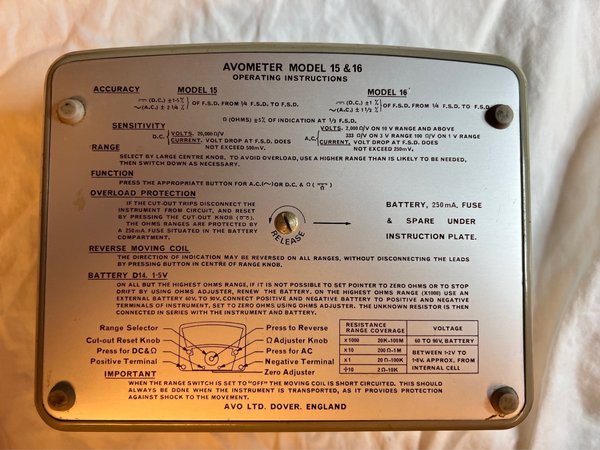 AVOMETER MODEL 15 & 16
OPERATING INSTRUCTIONS
ACCURACY MODEL 15 MODEL 16
(D.C.) ±1·5% OF F.S.D. FROM ¼ F.S.D. TO F.S.D. (D.C.) ±1% OF F.S.D. FROM ¼ F.S.D. TO F.S.D.
∼(A.C.) ±2¼% ∼(A.C.) ±1½%
Ω (OHMS) ±5% OF INDICATION AT ½ F.S.D.
SENSITIVITY
D.C. VOLTS. 25,000 Ω/V A.C. VOLTS. 2,000 Ω/V ON 10 V RANGE AND ABOVE
333 Ω/V ON 3 V RANGE 100 Ω/V ON 1 V RANGE
CURRENT. VOLT DROP AT F.S.D. DOES CURRENT. VOLT DROP AT F.S.D. DOES
NOT EXCEED 500mV. NOT EXCEED 250mV.
RANGE
SELECT BY LARGE CENTRE KNOB. TO AVOID OVERLOAD, USE A HIGHER RANGE THAN IS LIKELY TO BE NEEDED,
THEN SWITCH DOWN AS NECESSARY.
FUNCTION
PRESS THE APPROPRIATE BUTTON FOR A.C.(∼) OR D.C. & Ω
OVERLOAD PROTECTION
IF THE CUT-OUT TRIPS DISCONNECT THE
INSTRUMENT FROM CIRCUIT, AND RESET
BY PRESSING THE CUT-OUT KNOB
THE OHMS RANGES ARE PROTECTED BY
A 250mA. FUSE SITUATED IN THE BATTERY
COMPARTMENT.
RELEASE
BATTERY, 250mA. FUSE
& SPARE UNDER
INSTRUCTION PLATE.
REVERSE MOVING COIL
THE DIRECTION OF INDICATION MAY BE REVERSED ON ALL RANGES, WITHOUT DISCONNECTING THE LEADS
BY PRESSING BUTTON IN CENTRE OF RANGE KNOB.
BATTERY D14. 1·5V
ON ALL BUT THE HIGHEST OHMS RANGE, IF IT IS NOT POSSIBLE TO SET POINTER TO ZERO OHMS OR TO STOP
DRIFT BY USING OHMS ADJUSTER, RENEW THE BATTERY. ON THE HIGHEST OHMS RANGE (X1000) USE AN
EXTERNAL BATTERY 60V. TO 90V, CONNECT POSITIVE AND NEGATIVE BATTERY TO POSITIVE AND NEGATIVE
TERMINALS OF INSTRUMENT, SET TO ZERO OHMS USING OHMS ADJUSTER. THE UNKNOWN RESISTOR IS THEN
CONNECTED IN SERIES WITH THE INSTRUMENT AND BATTERY.
Range Selector Press to Reverse
Cut-out Reset Knob Ω Adjuster Knob
Press for DC&Ω Press for AC
Positive Terminal Negative Terminal
Zero Adjuster
RESISTANCE RANGE COVERAGE VOLTAGE
x 1000 20K-100M 60 TO 90V, BATTERY
x 10 200Ω-1M BETWEEN 1·2V TO
x 1 20Ω-100K 1·8V, APPROX. FROM
÷10 2Ω-10K INTERNAL CELL
IMPORTANT
WHEN THE RANGE SWITCH IS SET TO "OFF" THE MOVING COIL IS SHORT CIRCUITED. THIS SHOULD
ALWAYS BE DONE WHEN THE INSTRUMENT IS TRANSPORTED, AS IT PROVIDES PROTECTION
AGAINST SHOCK TO THE MOVEMENT.
AVO LTD. DOVER. ENGLAND